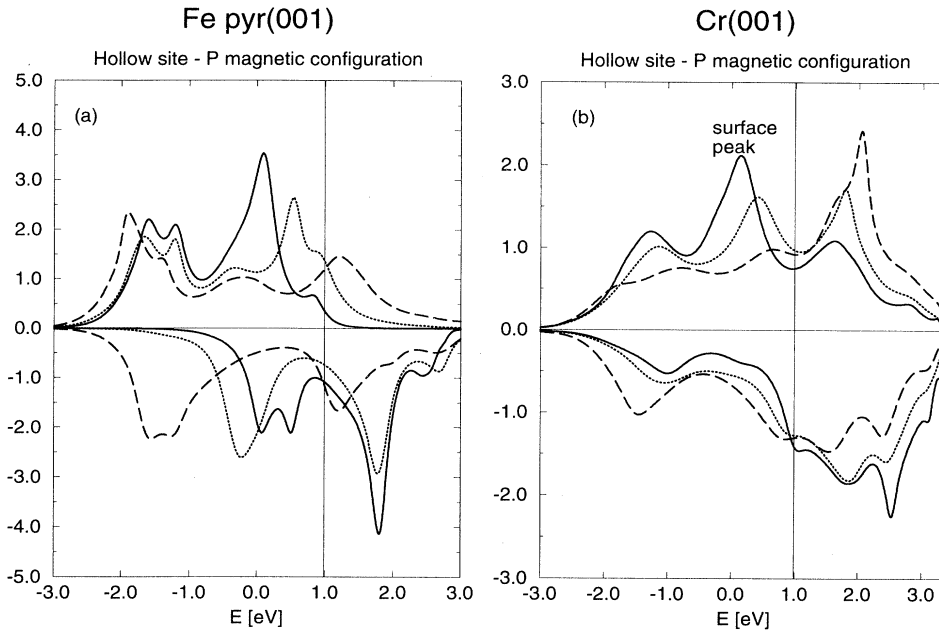 Fe pyr(001)
Hollow site - P magnetic configuration
(a)
5.0
4.0
3.0
2.0
1.0
0.0
-1.0
-2.0
-3.0
-4.0
-5.0
-3.0 -2.0 -1.0 0.0 1.0 2.0 3.0
E [eV]
Cr(001)
Hollow site - P magnetic configuration
(b)
surface
peak
3.0
2.0
1.0
0.0
-1.0
-2.0
-3.0
-3.0 -2.0 -1.0 0.0 1.0 2.0 3.0
E [eV]